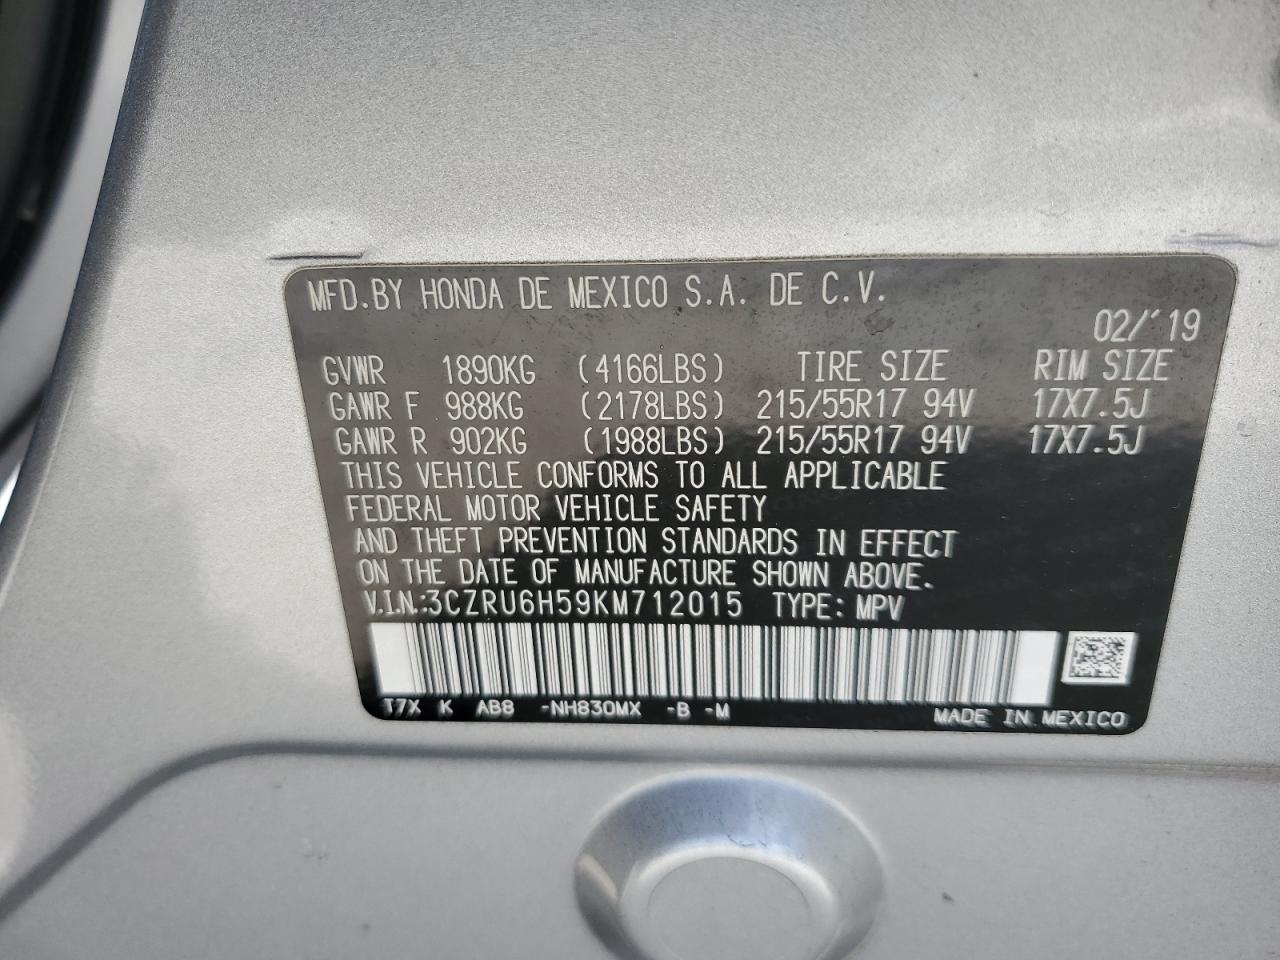 MFD.BY HONDA DE MEXICO S.A. DE C.V.
02/'19
GVWR 1890KG (4166LBS) TIRE SIZE RIM SIZE
GAWR F 988KG (2178LBS) 215/55R17 94V 17X7.5J
GAWR R 902KG (1988LBS) 215/55R17 94V 17X7.5J
THIS VEHICLE CONFORMS TO ALL APPLICABLE
FEDERAL MOTOR VEHICLE SAFETY
AND THEFT PREVENTION STANDARDS IN EFFECT
ON THE DATE OF MANUFACTURE SHOWN ABOVE.
V.I.N.:3CZRU6H59KM712015 TYPE: MPV
T7X K AB8 -NH830MX -B -M MADE IN MEXICO